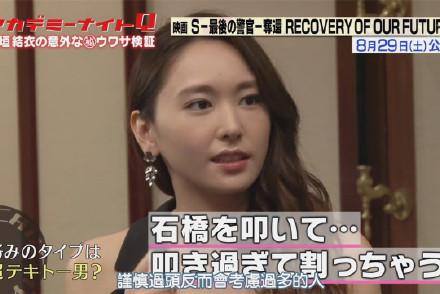 アカデミーナイトQ
垣 結衣の意外な㊙ウワサ検証
映画 S－最後の警官－奪還 RECOVERY OF OUR FUTUR
8月29日(土)公
好みのタイプは
テキトー男?
石橋を叩いて…
叩き過ぎて割っちゃう
謹慎過頭反而會考慮過多的人